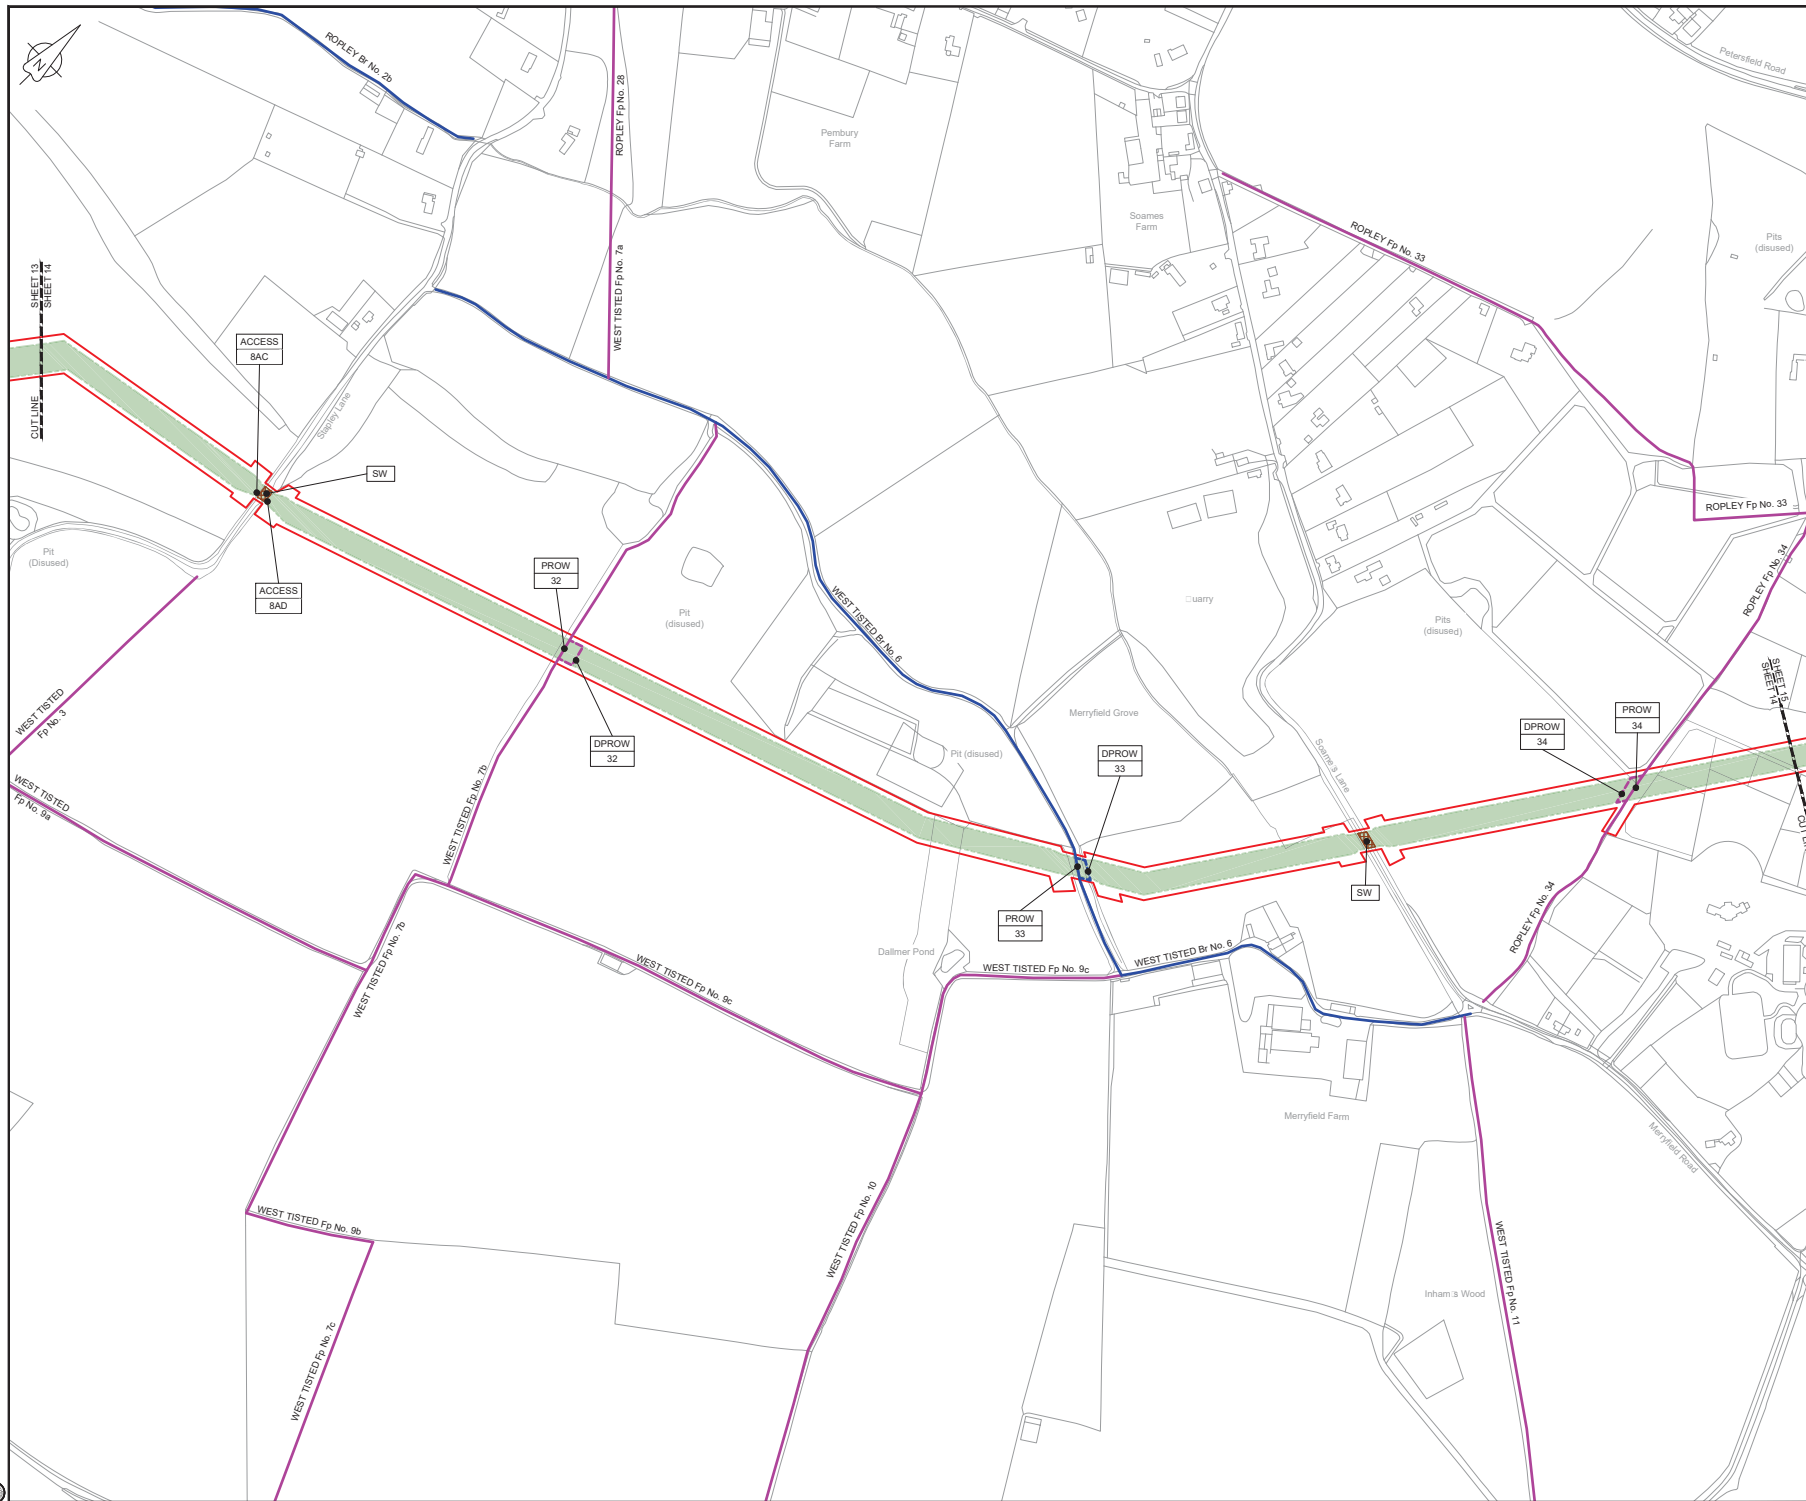 N
ROPLEY Br No. 2b
ROPLEY Fp No. 28
Petersfield Road
Pembury
Farm
Soames
Farm
ROPLEY Fp No. 33
Pits
(disused)
WEST TISTED Fp No. 7a
SHEET 13
SHEET 14
CUT LINE
ACCESS
8AC
Stapley Lane
SW
ROPLEY Fp No. 33
Pit
(Disused)
ACCESS
8AD
PROW
32
Pit
(disused)
WEST TISTED Br No. 6
uarry
Pits
(disused)
ROPLEY Fp No. 34
SHEET 15
SHEET 14
WEST TISTED
Fp No. 3
Merryfield Grove
PROW
34
DPROW
34
DPROW
32
Pit (disused)
DPROW
33
Soame s Lane
WEST TISTED
Fp No. 9a
WEST TISTED Fp No. 7b
CUT LI
SW
PROW
33
ROPLEY Fp No. 34
WEST TISTED Fp No. 7b
Dallmer Pond
WEST TISTED Fp No. 9c
WEST TISTED Br No. 6
WEST TISTED Fp No. 9c
Merryfield Farm
Merryfield Road
WEST TISTED Fp No. 9b
WEST TISTED Fp No. 10
WEST TISTED Fp No. 11
Inham s Wood
WEST TISTED Fp No. 7c